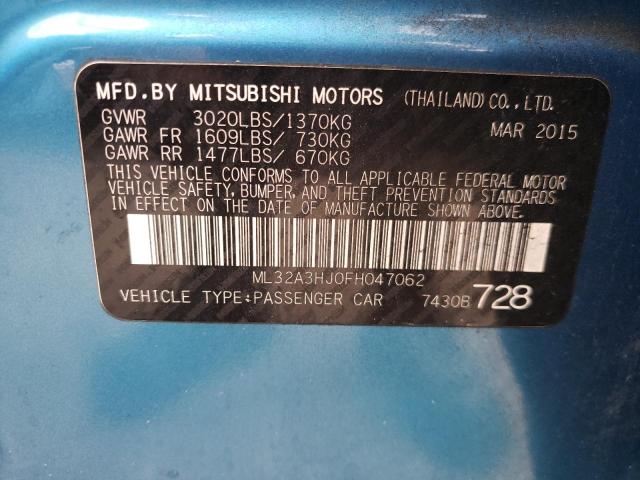 MFD.BY MITSUBISHI MOTORS (THAILAND)CO.,LTD.
GVWR 3020LBS/1370KG MAR 2015
GAWR FR 1609LBS/ 730KG
GAWR RR 1477LBS/ 670KG
THIS VEHICLE CONFORMS TO ALL APPLICABLE FEDERAL MOTOR
VEHICLE SAFETY, BUMPER, AND THEFT PREVENTION STANDARDS
IN EFFECT ON THE DATE OF MANUFACTURE SHOWN ABOVE.
ML32A3HJ0FH047062
VEHICLE TYPE:PASSENGER CAR 7430B 728